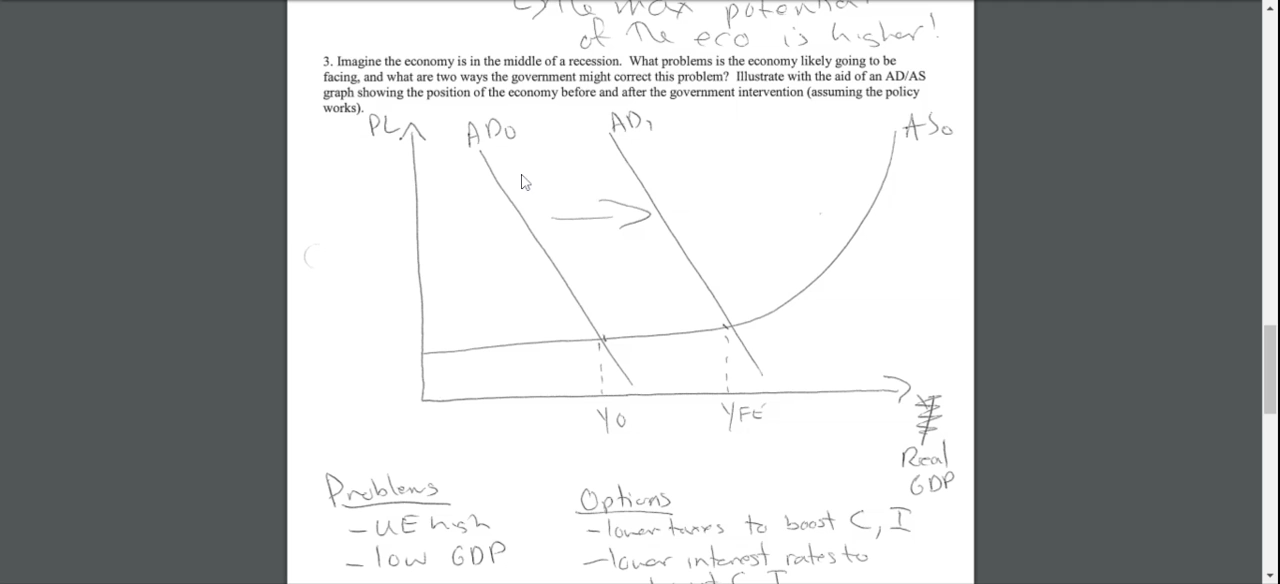 of The eco is higher!
3. Imagine the economy is in the middle of a recession. What problems is the economy likely going to be
facing, and what are two ways the government might correct this problem? Illustrate with the aid of an AD/AS
graph showing the position of the economy before and after the government intervention (assuming the policy
works).
PL
AD0
AD1
AS0
Y0
YFE
Real
GDP
Problems
- UE high
- low GDP
Options
- lower taxes to boost C, I
- lower interest rates to